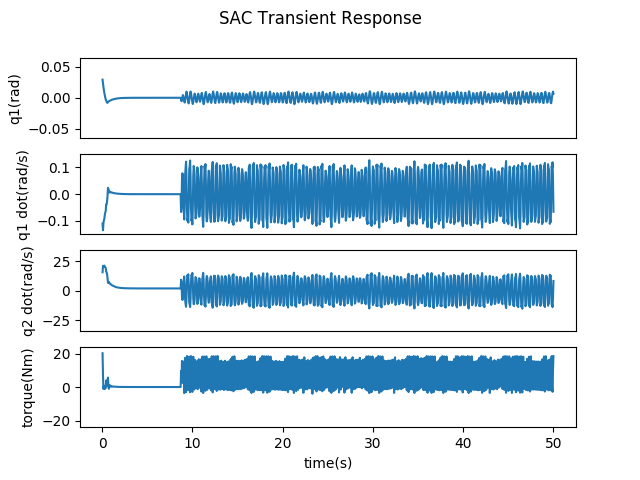 SAC Transient Response
q1(rad)
0.05
0.00
−0.05
q1 dot(rad/s)
0.1
0.0
−0.1
q2 dot(rad/s)
25
0
−25
torque(Nm)
20
0
−20
0 10 20 30 40 50
time(s)